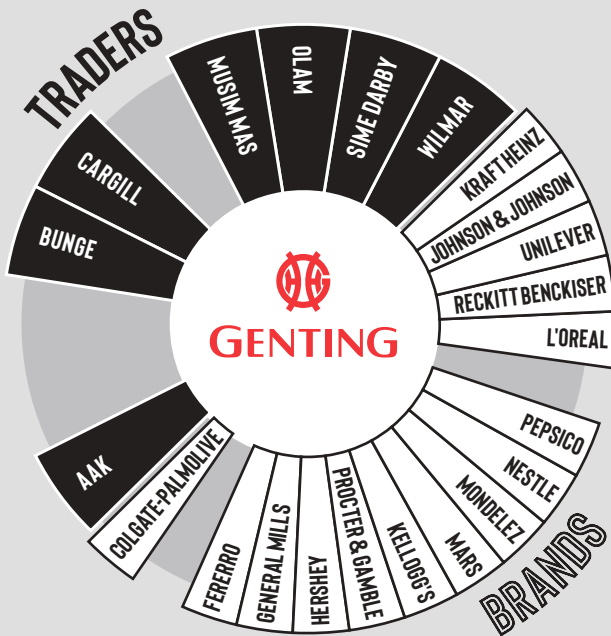 TRADERS
MUSIM MAS
OLAM
SIME DARBY
WILMAR
KRAFT HEINZ
JOHNSON & JOHNSON
UNILEVER
RECKITT BENCKISER
L'OREAL
PEPSICO
NESTLE
MONDELEZ
MARS
KELLOGG'S
PROCTER & GAMBLE
HERSHEY
GENERAL MILLS
FERERRO
COLGATE-PALMOLIVE
AAK
BUNGE
CARGILL
GENTING
BRANDS